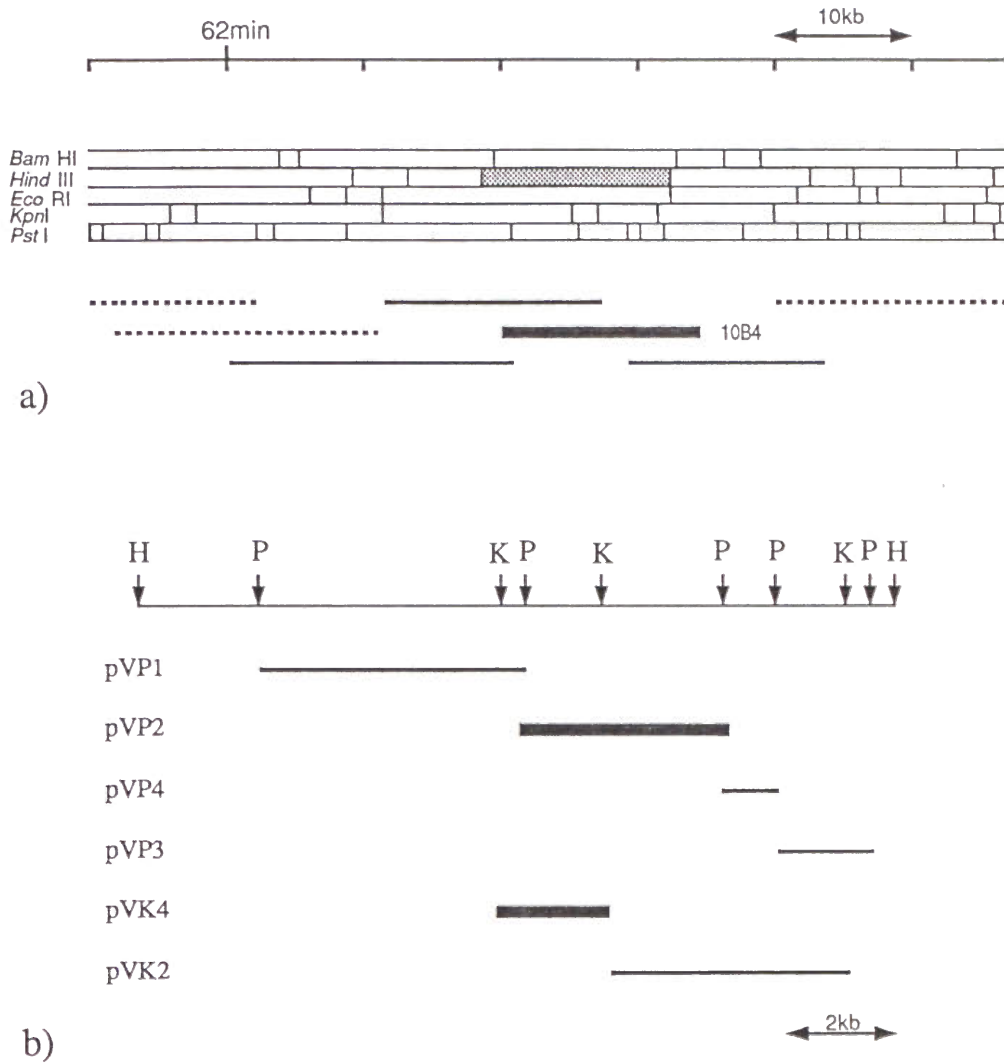 62min
10kb
Bam HI
Hind III
Eco RI
KpnI
Pst I
10B4
a)
H P K P K P P K P H
pVP1
pVP2
pVP4
pVP3
pVK4
pVK2
2kb
b)